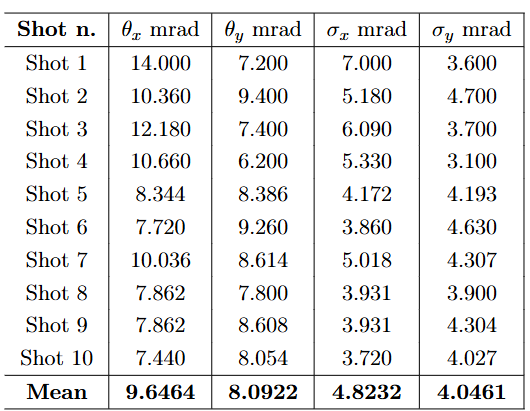 Shot n. θx mrad θy mrad σx mrad σy mrad
Shot 1 14.000 7.200 7.000 3.600
Shot 2 10.360 9.400 5.180 4.700
Shot 3 12.180 7.400 6.090 3.700
Shot 4 10.660 6.200 5.330 3.100
Shot 5 8.344 8.386 4.172 4.193
Shot 6 7.720 9.260 3.860 4.630
Shot 7 10.036 8.614 5.018 4.307
Shot 8 7.862 7.800 3.931 3.900
Shot 9 7.862 8.608 3.931 4.304
Shot 10 7.440 8.054 3.720 4.027
Mean 9.6464 8.0922 4.8232 4.0461